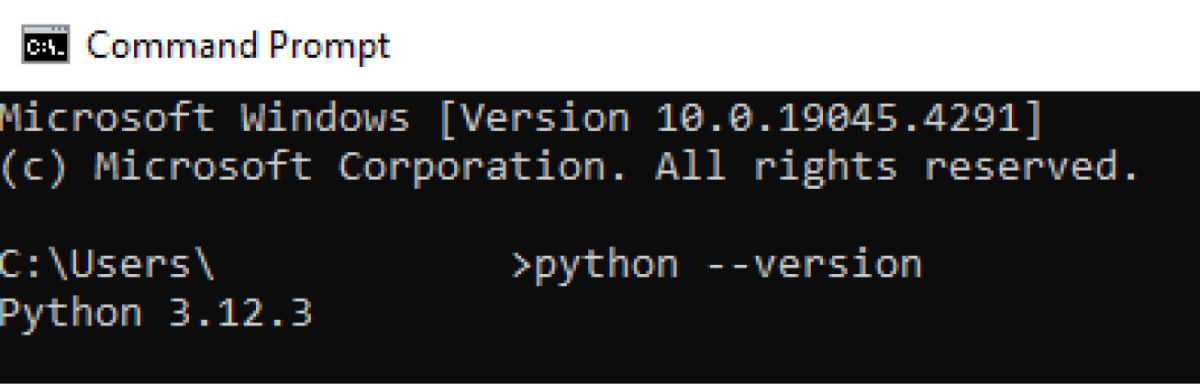 C:\.
Command Prompt
Microsoft Windows [Version 10.0.19045.4291]
(c) Microsoft Corporation. All rights reserved.
C:\Users\ >python --version
Python 3.12.3